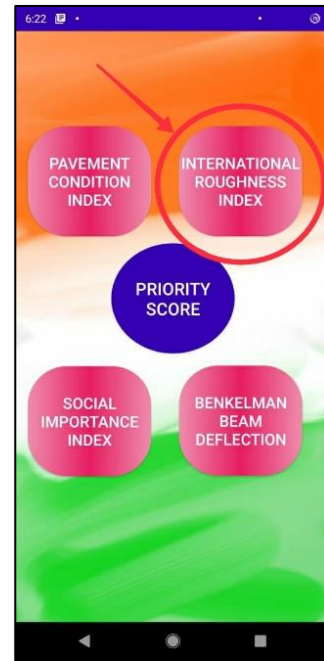 6:22
PAVEMENT
CONDITION
INDEX
INTERNATIONAL
ROUGHNESS
INDEX
PRIORITY
SCORE
SOCIAL
IMPORTANCE
INDEX
BENKELMAN
BEAM
DEFLECTION